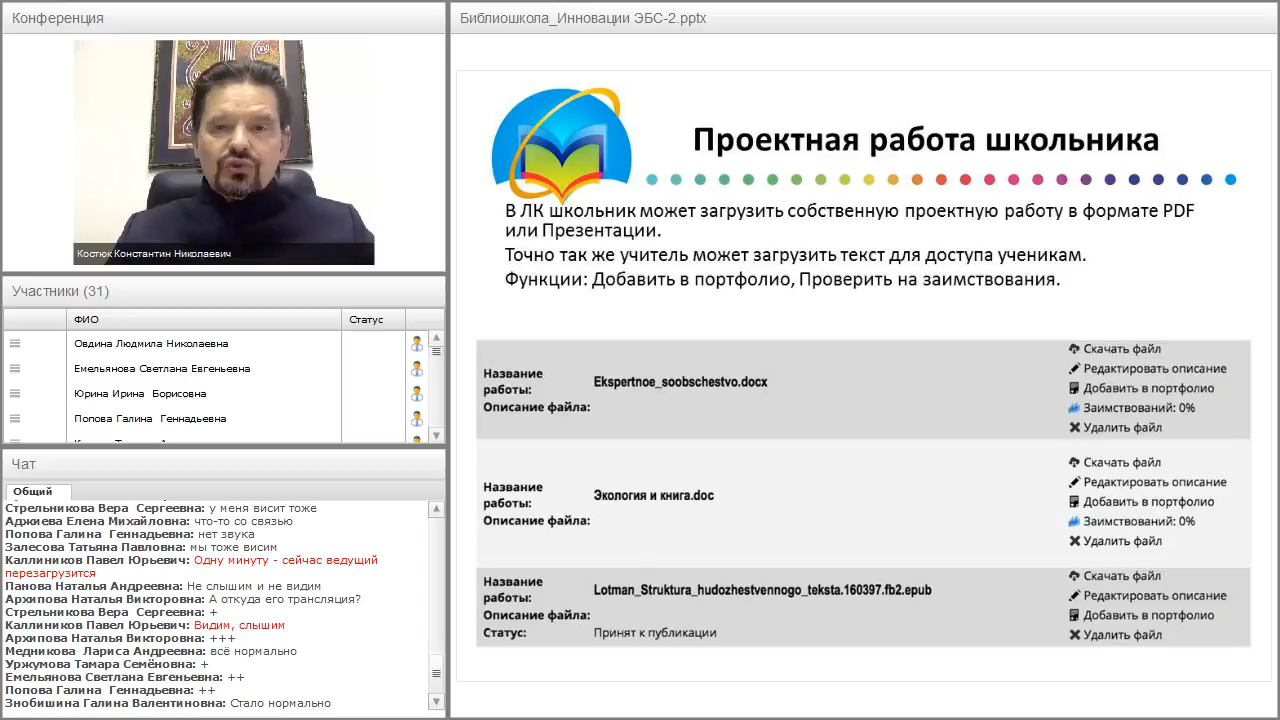 Конференция
Костюк Константин Николаевич
Участники (31)
ФИО
Статус
Овдина Людмила Николаевна
Емельянова Светлана Евгеньевна
Юрина Ирина Борисовна
Попова Галина Геннадьевна
Чат
Общий
Стрельникова Вера Сергеевна: у меня висит тоже
Аджиева Елена Михайловна: что-то со связью
Попова Галина Геннадьевна: нет звука
Залесова Татьяна Павловна: мы тоже висим
Каллиников Павел Юрьевич: Одну минуту - сейчас ведущий
перезагрузится
Панова Наталья Андреевна: Не слышим и не видим
Архипова Наталья Викторовна: А откуда его трансляция?
Стрельникова Вера Сергеевна: +
Каллиников Павел Юрьевич: Видим, слышим
Архипова Наталья Викторовна: +++
Медникова Лариса Андреевна: всё нормально
Уржумова Тамара Семёновна: +
Емельянова Светлана Евгеньевна: ++
Попова Галина Геннадьевна: ++
Знобишина Галина Валентиновна: Стало нормально
Библиошкола_Инновации ЭБС-2.pptx
Проектная работа школьника
В ЛК школьник может загрузить собственную проектную работу в формате PDF
или Презентации.
Точно так же учитель может загрузить текст для доступа ученикам.
Функции: Добавить в портфолио, Проверить на заимствования.
Название
работы:
Ekspertnoe_soobschestvo.docx
Описание файла:
Скачать файл
Редактировать описание
Добавить в портфолио
Заимствований: 0%
Удалить файл
Название
работы:
Экология и книга.doc
Описание файла:
Скачать файл
Редактировать описание
Добавить в портфолио
Заимствований: 0%
Удалить файл
Название
работы:
Lotman_Struktura_hudozhestvennogo_teksta.160397.fb2.epub
Описание файла:
Статус: Принят к публикации
Скачать файл
Редактировать описание
Добавить в портфолио
Удалить файл